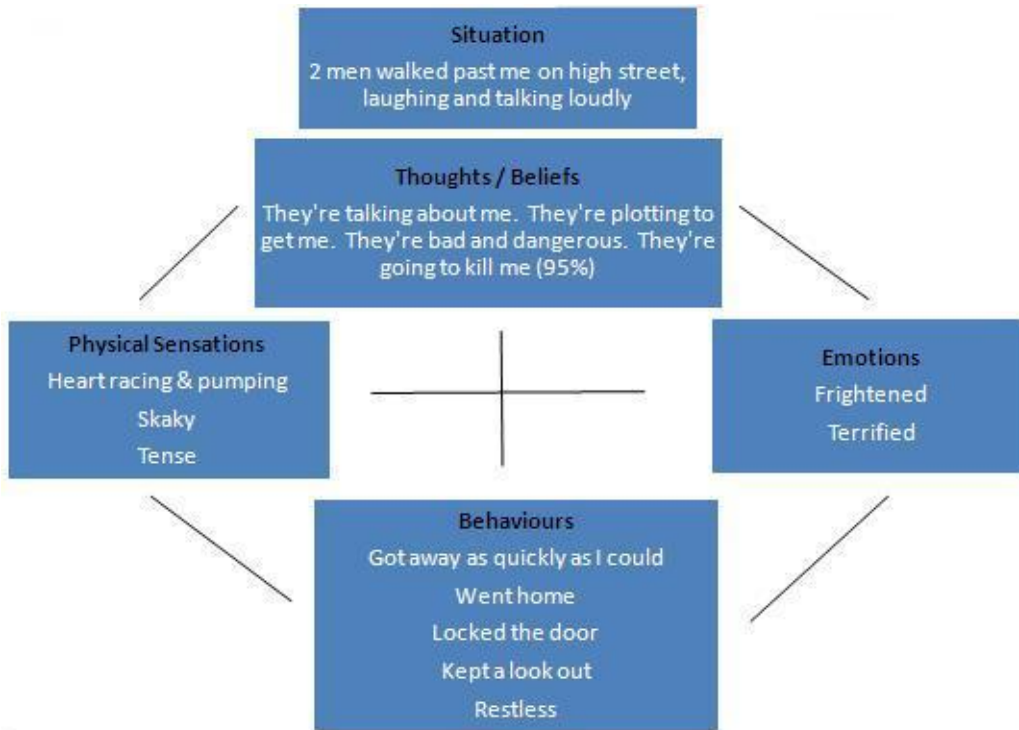 Situation
2 men walked past me on high street,
laughing and talking loudly
Thoughts / Beliefs
They're talking about me. They're plotting to
get me. They're bad and dangerous. They're
going to kill me (95%)
Physical Sensations
Heart racing & pumping
Skaky
Tense
Emotions
Frightened
Terrified
Behaviours
Got away as quickly as I could
Went home
Locked the door
Kept a look out
Restless